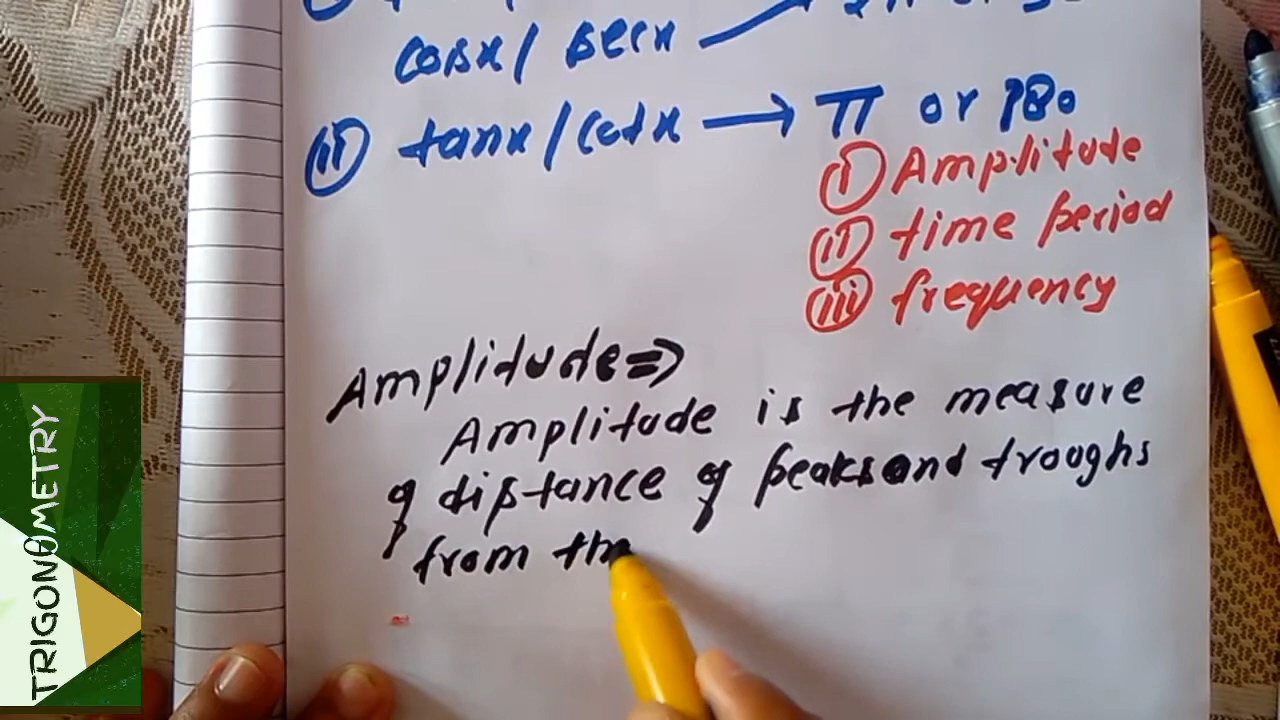 cosx / secx
(ii) tanx / cotx → π or 180
(i) Amplitude
(ii) time period
(iii) frequency
Amplitude ⇒
Amplitude is the measure
of distance of peaks and troughs
from the
TRIGONOMETRY